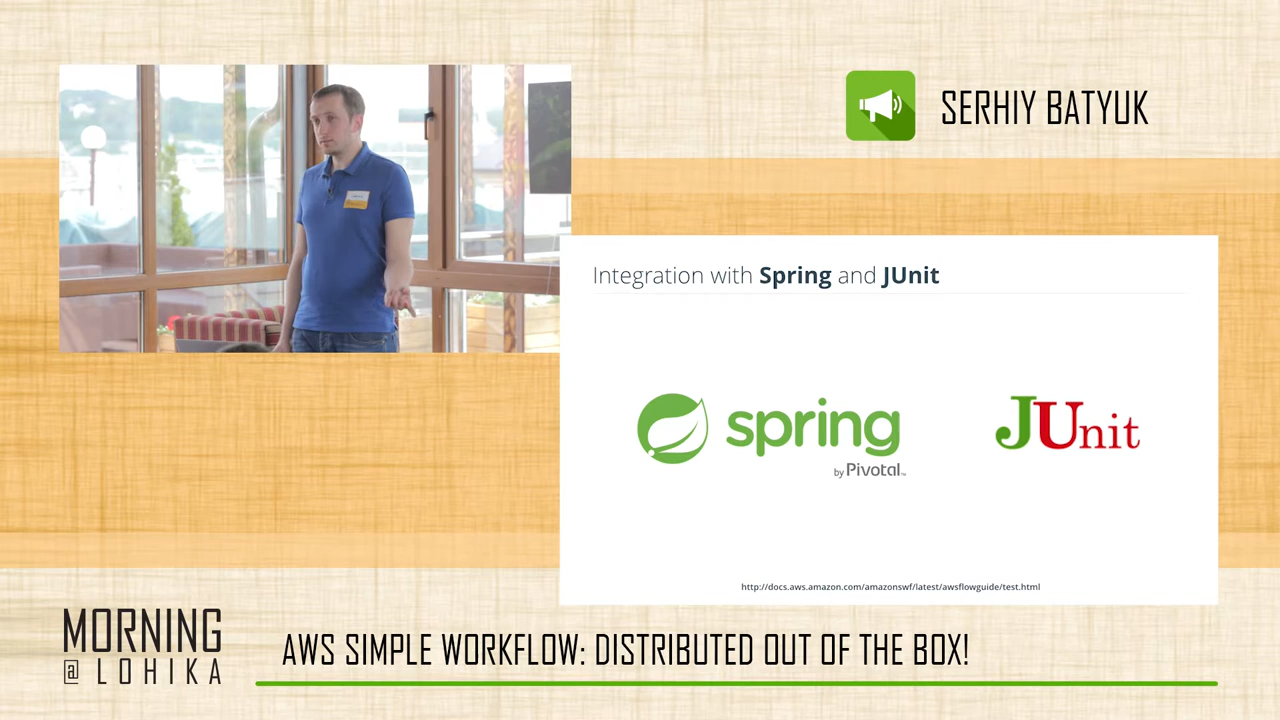 SERHIY BATYUK
Integration with Spring and JUnit
spring
by Pivotal™
JUnit
http://docs.aws.amazon.com/amazonswf/latest/awsflowguide/test.html
MORNING
@ LOHIKA
AWS SIMPLE WORKFLOW: DISTRIBUTED OUT OF THE BOX!